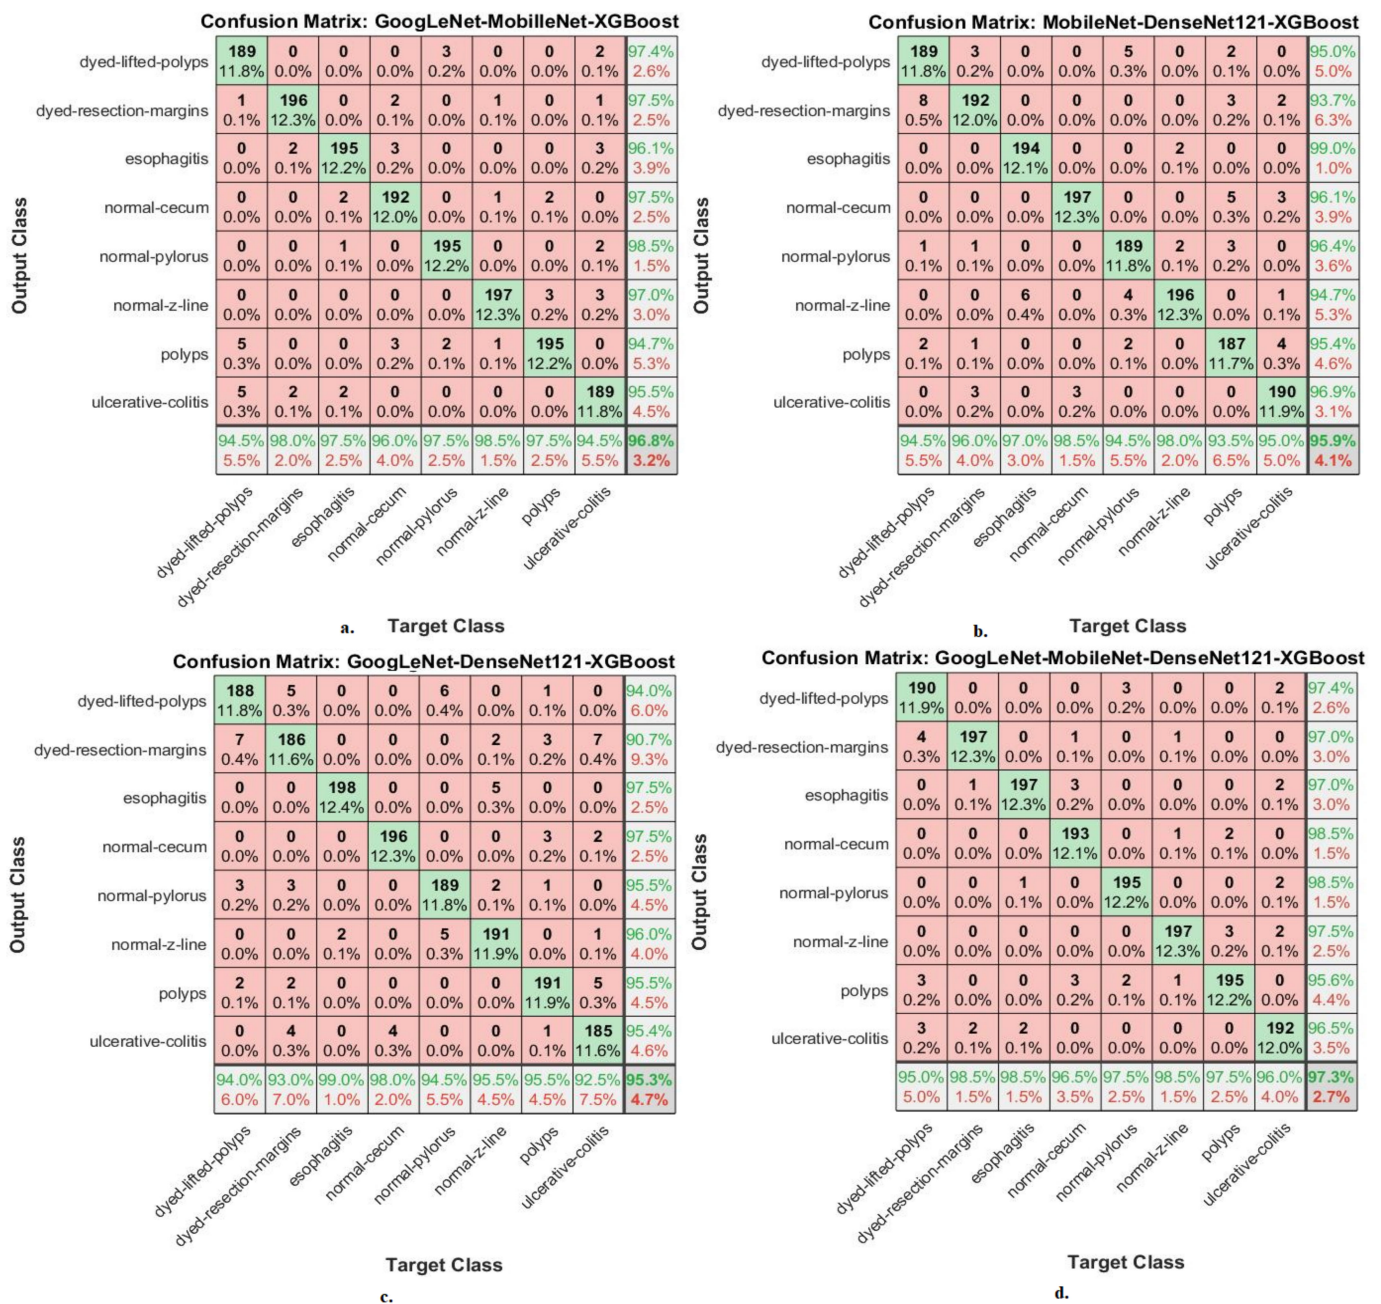 Confusion Matrix: GoogLeNet-MobilleNet-XGBoost
dyed-lifted-polyps 189 0 0 0 3 0 0 2 97.4%
11.8% 0.0% 0.0% 0.0% 0.2% 0.0% 0.0% 0.1% 2.6%
dyed-resection-margins 1 196 0 2 0 1 0 1 97.5%
0.1% 12.3% 0.0% 0.1% 0.0% 0.1% 0.0% 0.1% 2.5%
esophagitis 0 2 195 3 0 0 0 3 96.1%
0.0% 0.1% 12.2% 0.2% 0.0% 0.0% 0.0% 0.2% 3.9%
normal-cecum 0 0 2 192 0 1 2 0 97.5%
0.0% 0.0% 0.1% 12.0% 0.0% 0.1% 0.1% 0.0% 2.5%
normal-pylorus 0 0 1 0 195 0 0 2 98.5%
0.0% 0.0% 0.1% 0.0% 12.2% 0.0% 0.0% 0.1% 1.5%
normal-z-line 0 0 0 0 0 197 3 3 97.0%
0.0% 0.0% 0.0% 0.0% 0.0% 12.3% 0.2% 0.2% 3.0%
polyps 5 0 0 3 2 1 195 0 94.7%
0.3% 0.0% 0.0% 0.2% 0.1% 0.1% 12.2% 0.0% 5.3%
ulcerative-colitis 5 2 2 0 0 0 0 189 95.5%
0.3% 0.1% 0.1% 0.0% 0.0% 0.0% 0.0% 11.8% 4.5%
94.5% 98.0% 97.5% 96.0% 97.5% 98.5% 97.5% 94.5% 96.8%
5.5% 2.0% 2.5% 4.0% 2.5% 1.5% 2.5% 5.5% 3.2%
dyed-lifted-polyps
dyed-resection-margins
esophagitis
normal-cecum
normal-pylorus
normal-z-line
polyps
ulcerative-colitis
Output Class
a. Target Class
Confusion Matrix: MobileNet-DenseNet121-XGBoost
dyed-lifted-polyps 189 3 0 0 5 0 2 0 95.0%
11.8% 0.2% 0.0% 0.0% 0.3% 0.0% 0.1% 0.0% 5.0%
dyed-resection-margins 8 192 0 0 0 0 3 2 93.7%
0.5% 12.0% 0.0% 0.0% 0.0% 0.0% 0.2% 0.1% 6.3%
esophagitis 0 0 194 0 0 2 0 0 99.0%
0.0% 0.0% 12.1% 0.0% 0.0% 0.1% 0.0% 0.0% 1.0%
normal-cecum 0 0 0 197 0 0 5 3 96.1%
0.0% 0.0% 0.0% 12.3% 0.0% 0.0% 0.3% 0.2% 3.9%
normal-pylorus 1 1 0 0 189 2 3 0 96.4%
0.1% 0.1% 0.0% 0.0% 11.8% 0.1% 0.2% 0.0% 3.6%
normal-z-line 0 0 6 0 4 196 0 1 94.7%
0.0% 0.0% 0.4% 0.0% 0.3% 12.3% 0.0% 0.1% 5.3%
polyps 2 1 0 0 2 0 187 4 95.4%
0.1% 0.1% 0.0% 0.0% 0.1% 0.0% 11.7% 0.3% 4.6%
ulcerative-colitis 0 3 0 3 0 0 0 190 96.9%
0.0% 0.2% 0.0% 0.2% 0.0% 0.0% 0.0% 11.9% 3.1%
94.5% 96.0% 97.0% 98.5% 94.5% 98.0% 93.5% 95.0% 95.9%
5.5% 4.0% 3.0% 1.5% 5.5% 2.0% 6.5% 5.0% 4.1%
dyed-lifted-polyps
dyed-resection-margins
esophagitis
normal-cecum
normal-pylorus
normal-z-line
polyps
ulcerative-colitis
Output Class
b. Target Class
Confusion Matrix: GoogLeNet-DenseNet121-XGBoost
dyed-lifted-polyps 188 5 0 0 6 0 1 0 94.0%
11.8% 0.3% 0.0% 0.0% 0.4% 0.0% 0.1% 0.0% 6.0%
dyed-resection-margins 7 186 0 0 0 2 3 7 90.7%
0.4% 11.6% 0.0% 0.0% 0.0% 0.1% 0.2% 0.4% 9.3%
esophagitis 0 0 198 0 0 5 0 0 97.5%
0.0% 0.0% 12.4% 0.0% 0.0% 0.3% 0.0% 0.0% 2.5%
normal-cecum 0 0 0 196 0 0 3 2 97.5%
0.0% 0.0% 0.0% 12.3% 0.0% 0.0% 0.2% 0.1% 2.5%
normal-pylorus 3 3 0 0 189 2 1 0 95.5%
0.2% 0.2% 0.0% 0.0% 11.8% 0.1% 0.1% 0.0% 4.5%
normal-z-line 0 0 2 0 5 191 0 1 96.0%
0.0% 0.0% 0.1% 0.0% 0.3% 11.9% 0.0% 0.1% 4.0%
polyps 2 2 0 0 0 0 191 5 95.5%
0.1% 0.1% 0.0% 0.0% 0.0% 0.0% 11.9% 0.3% 4.5%
ulcerative-colitis 0 4 0 4 0 0 1 185 95.4%
0.0% 0.3% 0.0% 0.3% 0.0% 0.0% 0.1% 11.6% 4.6%
94.0% 93.0% 99.0% 98.0% 94.5% 95.5% 95.5% 92.5% 95.3%
6.0% 7.0% 1.0% 2.0% 5.5% 4.5% 4.5% 7.5% 4.7%
dyed-lifted-polyps
dyed-resection-margins
esophagitis
normal-cecum
normal-pylorus
normal-z-line
polyps
ulcerative-colitis
Output Class
Target Class
c.
Confusion Matrix: GoogLeNet-MobileNet-DenseNet121-XGBoost
dyed-lifted-polyps 190 0 0 0 3 0 0 2 97.4%
11.9% 0.0% 0.0% 0.0% 0.2% 0.0% 0.0% 0.1% 2.6%
dyed-resection-margins 4 197 0 1 0 1 0 0 97.0%
0.3% 12.3% 0.0% 0.1% 0.0% 0.1% 0.0% 0.0% 3.0%
esophagitis 0 1 197 3 0 0 0 2 97.0%
0.0% 0.1% 12.3% 0.2% 0.0% 0.0% 0.0% 0.1% 3.0%
normal-cecum 0 0 0 193 0 1 2 0 98.5%
0.0% 0.0% 0.0% 12.1% 0.0% 0.1% 0.1% 0.0% 1.5%
normal-pylorus 0 0 1 0 195 0 0 2 98.5%
0.0% 0.0% 0.1% 0.0% 12.2% 0.0% 0.0% 0.1% 1.5%
normal-z-line 0 0 0 0 0 197 3 2 97.5%
0.0% 0.0% 0.0% 0.0% 0.0% 12.3% 0.2% 0.1% 2.5%
polyps 3 0 0 3 2 1 195 0 95.6%
0.2% 0.0% 0.0% 0.2% 0.1% 0.1% 12.2% 0.0% 4.4%
ulcerative-colitis 3 2 2 0 0 0 0 192 96.5%
0.2% 0.1% 0.1% 0.0% 0.0% 0.0% 0.0% 12.0% 3.5%
95.0% 98.5% 98.5% 96.5% 97.5% 98.5% 97.5% 96.0% 97.3%
5.0% 1.5% 1.5% 3.5% 2.5% 1.5% 2.5% 4.0% 2.7%
dyed-lifted-polyps
dyed-resection-margins
esophagitis
normal-cecum
normal-pylorus
normal-z-line
polyps
ulcerative-colitis
Output Class
Target Class
d.